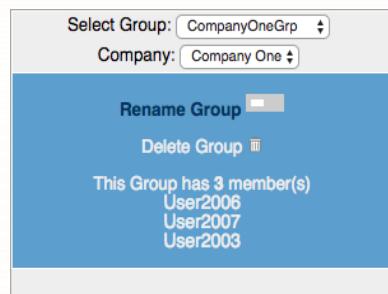 Select Group: CompanyOneGrp
Company: Company One
Rename Group
Delete Group
This Group has 3 member(s)
User2006
User2007
User2003